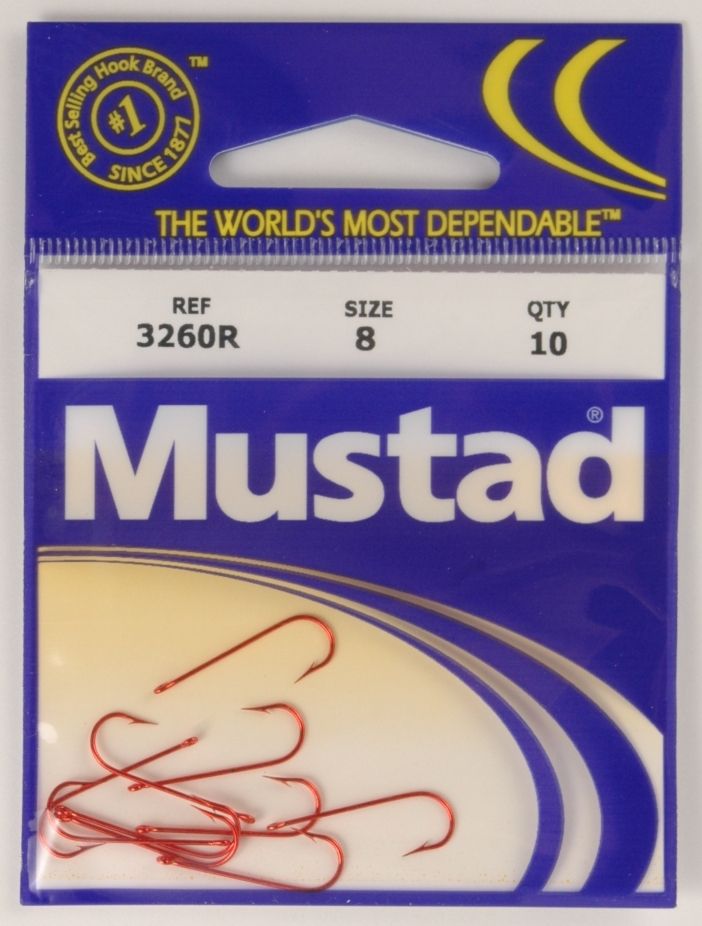 Best Selling Hook Brand
TM
#1
SINCE 1877
THE WORLD'S MOST DEPENDABLE™
REF SIZE QTY
3260R 8 10
Mustad®